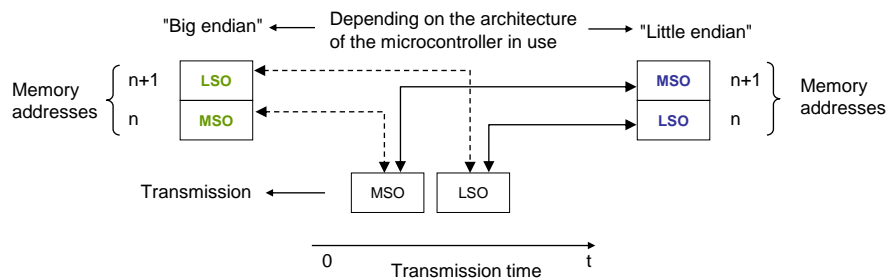 "Big endian"
Depending on the architecture
of the microcontroller in use
"Little endian"
Memory
addresses
n+1
LSO
n
MSO
MSO
n+1
LSO
n
Memory
addresses
Transmission
MSO
LSO
0
t
Transmission time